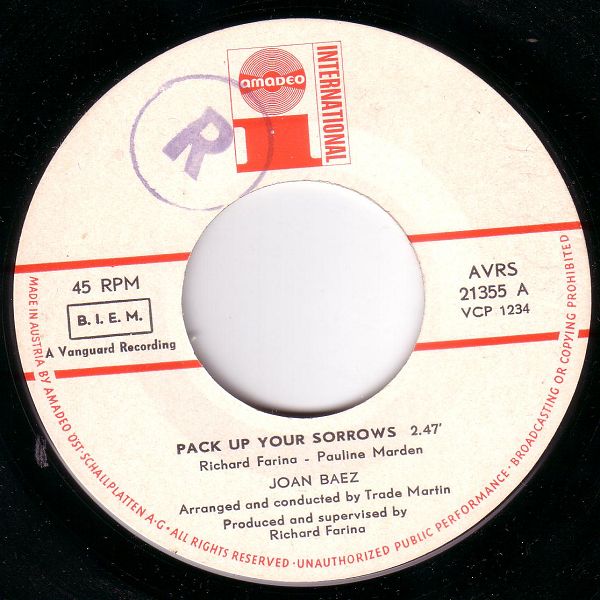 amadeo
INTERNATIONAL
R
45 RPM
B. I. E. M.
A Vanguard Recording
AVRS
21355 A
VCP 1234
PACK UP YOUR SORROWS 2.47'
Richard Farina - Pauline Marden
JOAN BAEZ
Arranged and conducted by Trade Martin
Produced and supervised by
Richard Farina
MADE IN AUSTRIA BY AMADEO ÖST. SCHALLPLATTEN A·G· ALL RIGHTS RESERVED · UNAUTHORIZED PUBLIC PERFORMANCE · BROADCASTING OR COPYING PROHIBITED